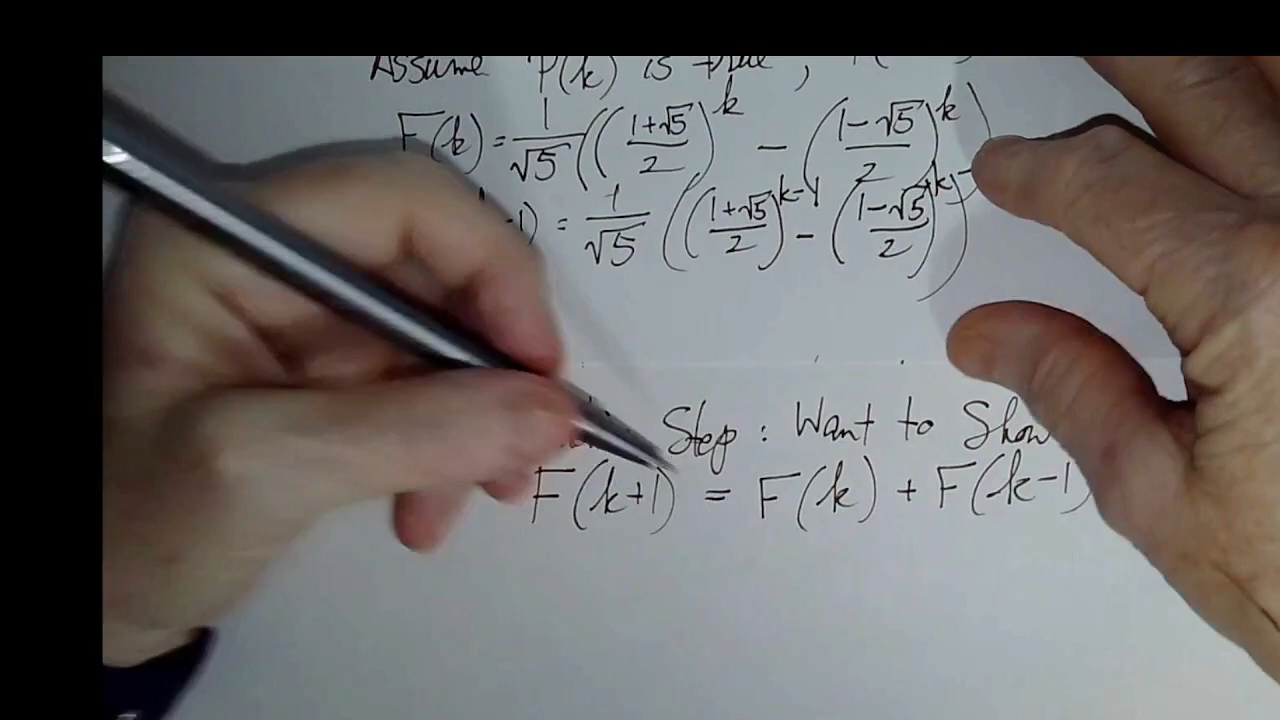 Assume P(k) is true,
F(k) = 1/√5 (((1+√5)/2)^k − ((1−√5)/2)^k)
-1) = 1/√5 (((1+√5)/2)^k-1 − ((1−√5)/2)^k-
Step : Want to Show
F(k+1) = F(k) + F(k-1)